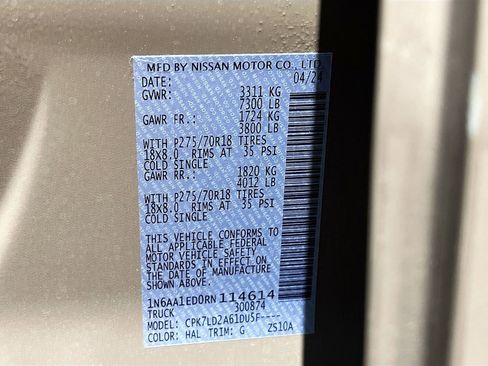 MFD BY NISSAN MOTOR CO., LTD.
DATE: 04/24
GVWR: 3311 KG
7300 LB
GAWR FR.: 1724 KG
3800 LB
WITH P275/70R18 TIRES
18X8.0 RIMS AT 35 PSI
COLD SINGLE
GAWR RR.: 1820 KG
4012 LB
WITH P275/70R18 TIRES
18X8.0 RIMS AT 35 PSI
COLD SINGLE
THIS VEHICLE CONFORMS TO
ALL APPLICABLE FEDERAL
MOTOR VEHICLE SAFETY
STANDARDS IN EFFECT ON
THE DATE OF MANUFACTURE
SHOWN ABOVE.
1N6AA1ED0RN114614
TRUCK 300874
MODEL: CPK7LD2A61DU5F----
COLOR: HAL TRIM: G ZS10A